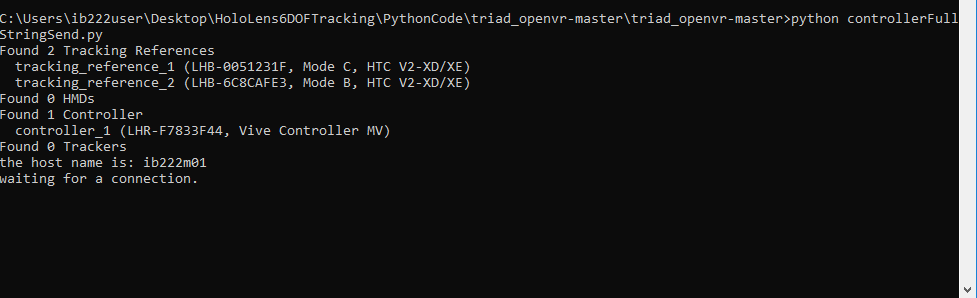 C:\Users\ib222user\Desktop\HoloLens6DOFTracking\PythonCode\triad_openvr-master\triad_openvr-master>python controllerFull
StringSend.py
Found 2 Tracking References
  tracking_reference_1 (LHB-0051231F, Mode C, HTC V2-XD/XE)
  tracking_reference_2 (LHB-6C8CAFE3, Mode B, HTC V2-XD/XE)
Found 0 HMDs
Found 1 Controller
  controller_1 (LHR-F7833F44, Vive Controller MV)
Found 0 Trackers
the host name is: ib222m01
waiting for a connection.